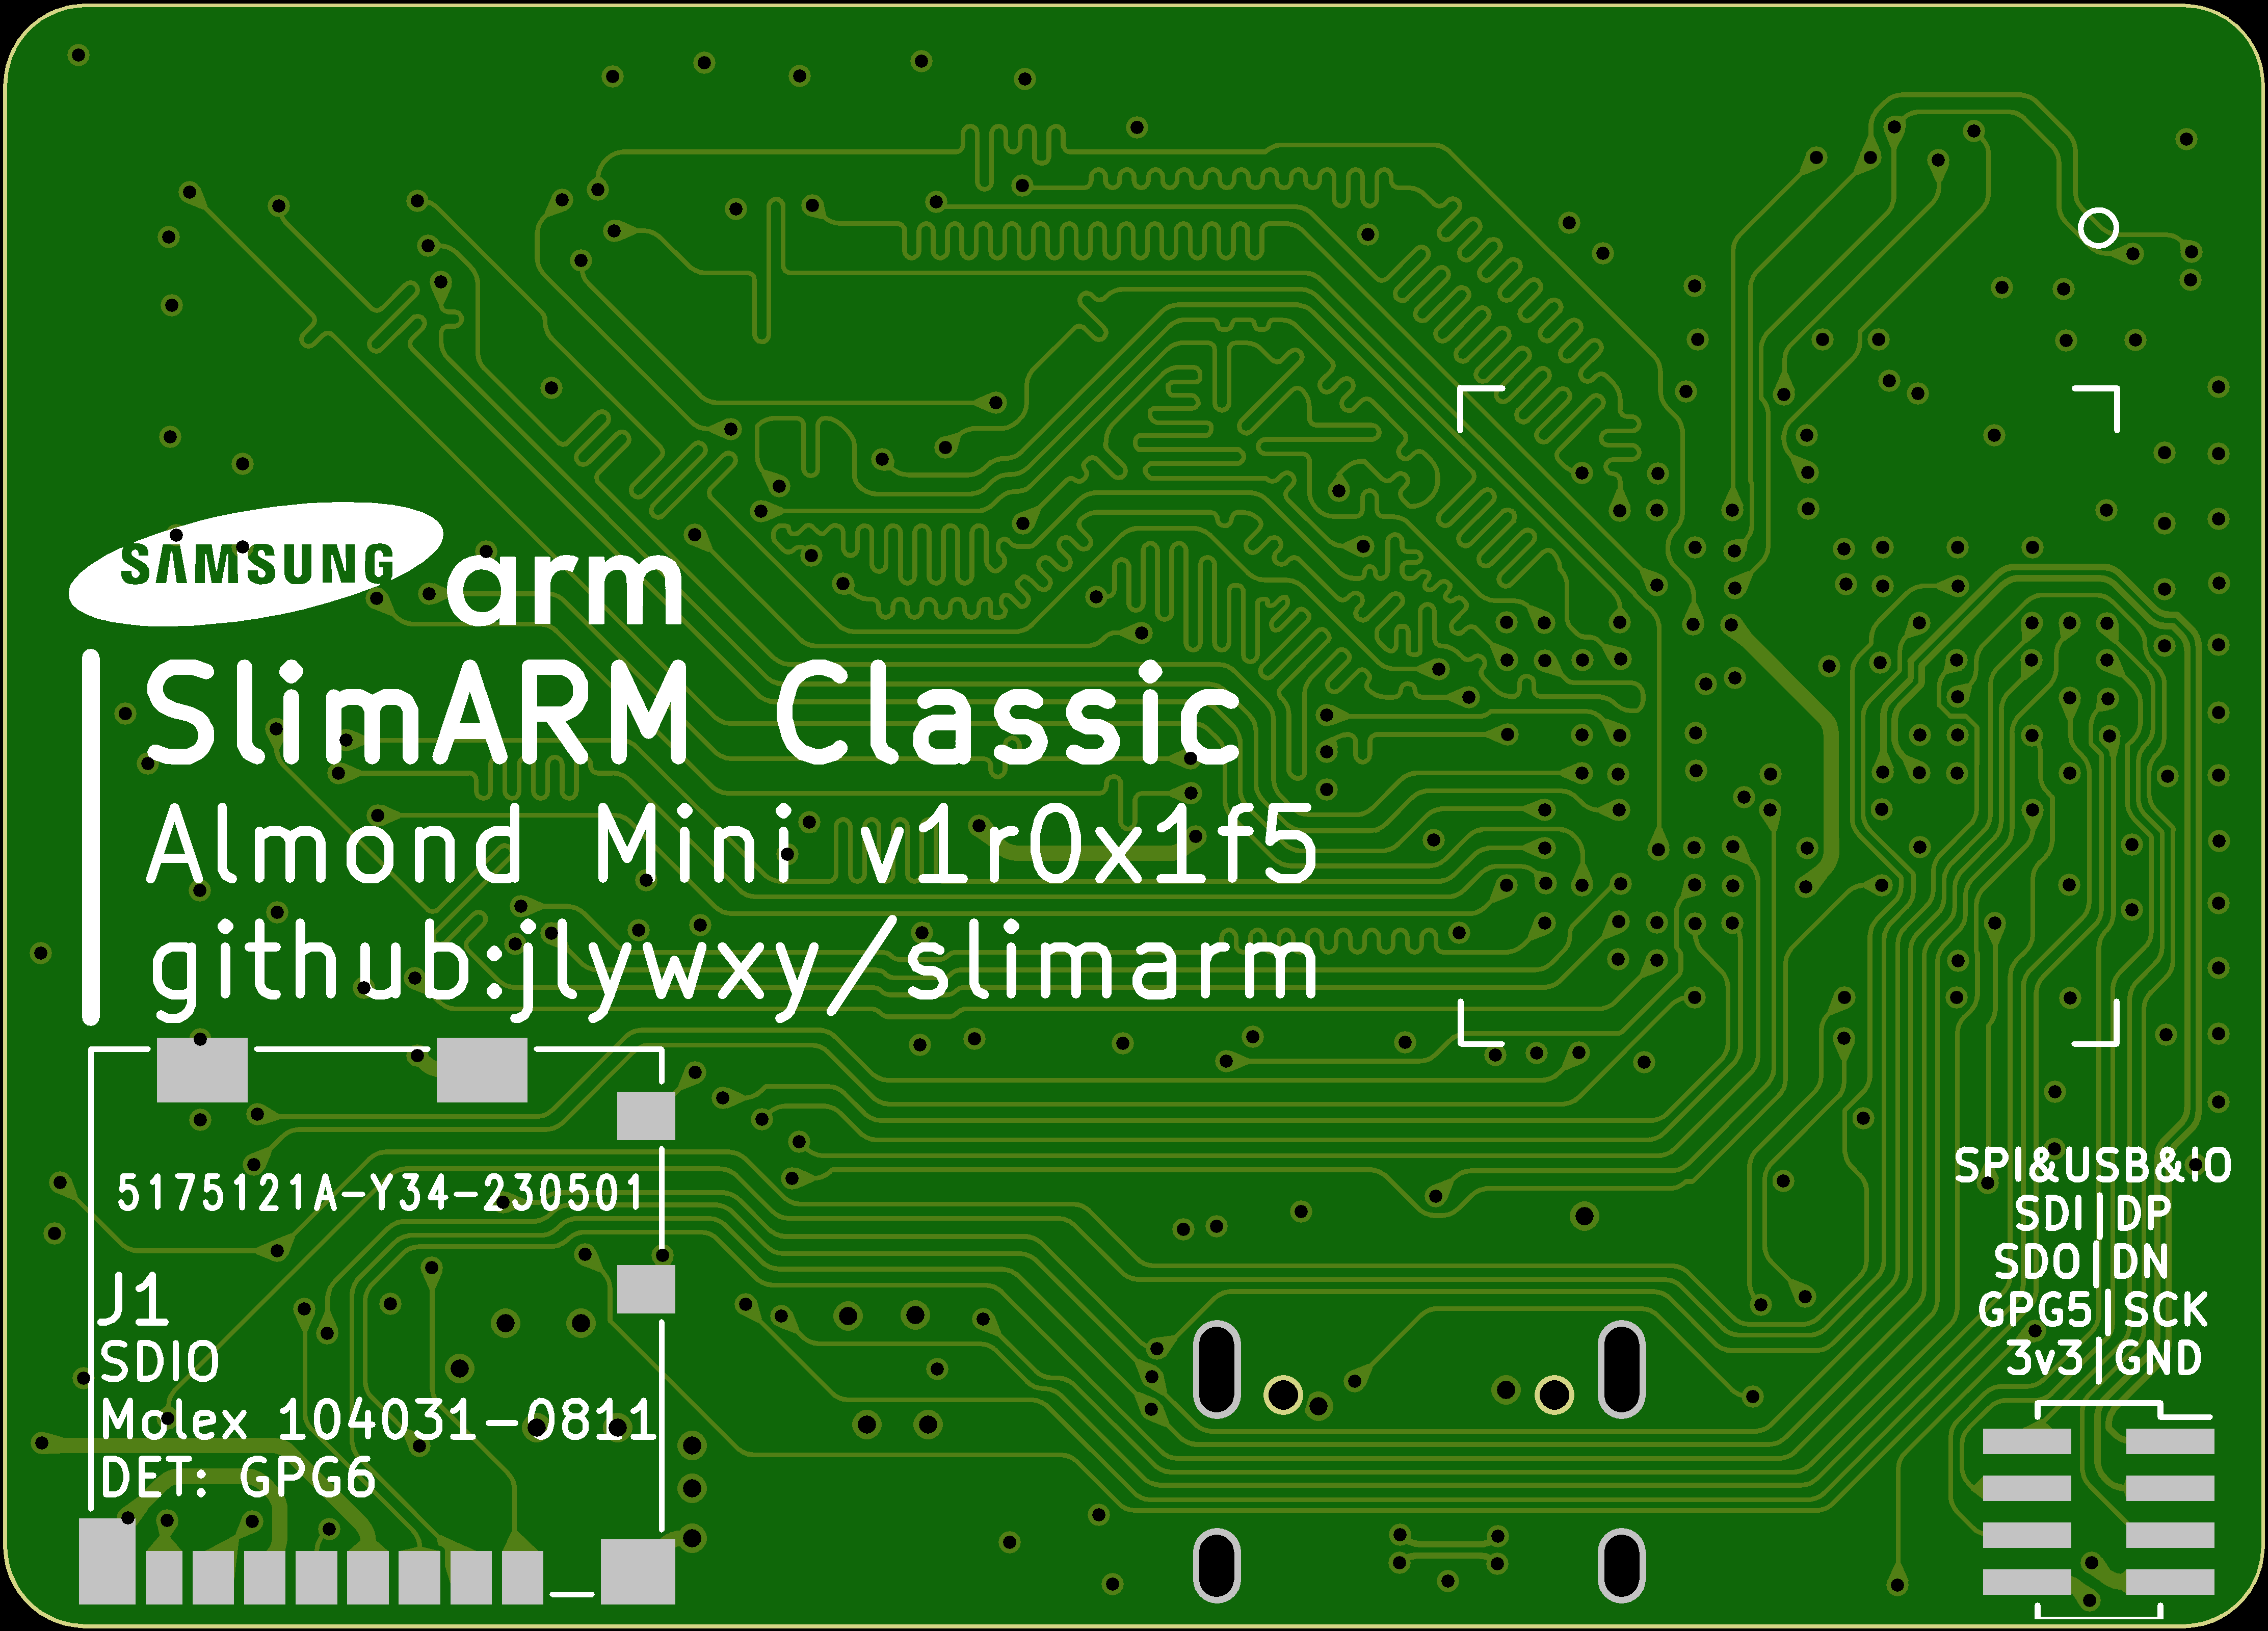 SAMSUNG arm
SlimARM Classic
Almond Mini v1r0x1f5
github:jlywxy/slimarm
5175121A-Y34-230501
J1
SDIO
Molex 104031-0811
DET: GPG6
SPI&USB&IO
SDI|DP
SDO|DN
GPG5|SCK
3v3|GND